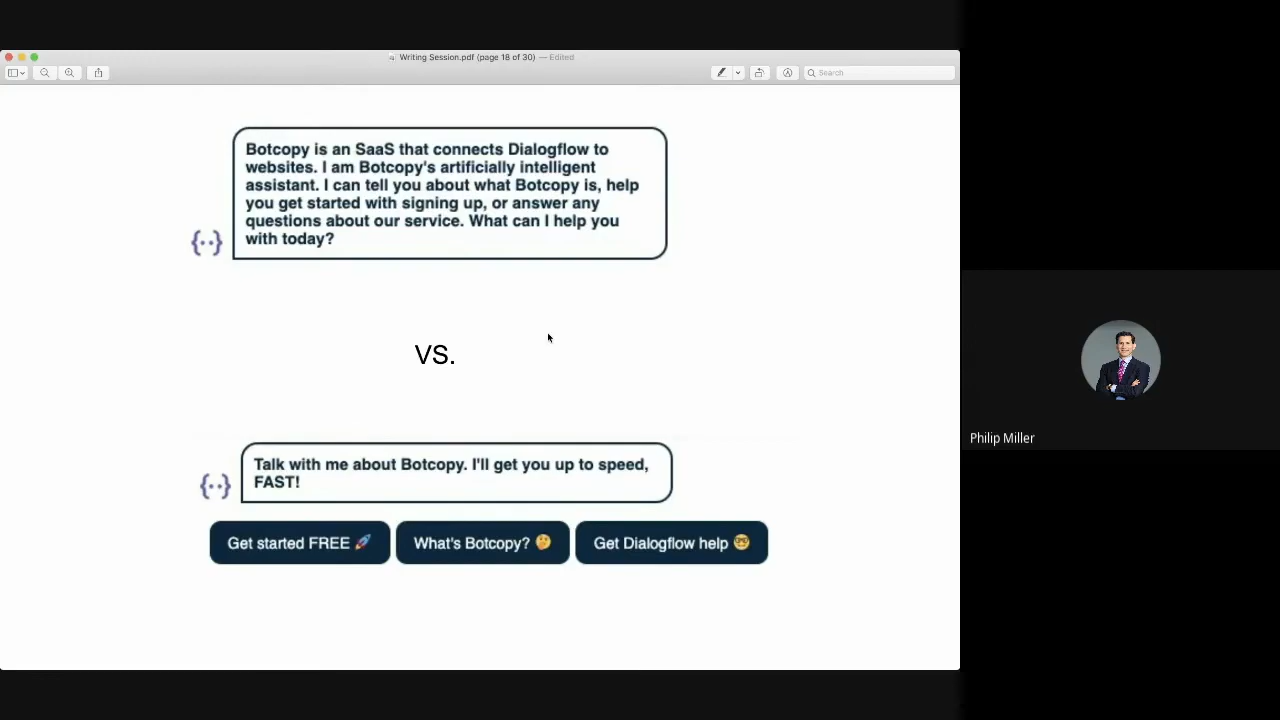 Writing Session.pdf (page 18 of 30) — Edited
Search
Botcopy is an SaaS that connects Dialogflow to
websites. I am Botcopy's artificially intelligent
assistant. I can tell you about what Botcopy is, help
you get started with signing up, or answer any
questions about our service. What can I help you
with today?
{··}
VS.
Talk with me about Botcopy. I'll get you up to speed,
FAST!
{··}
Get started FREE 🚀 What's Botcopy? 🤔 Get Dialogflow help 🤓
Philip Miller